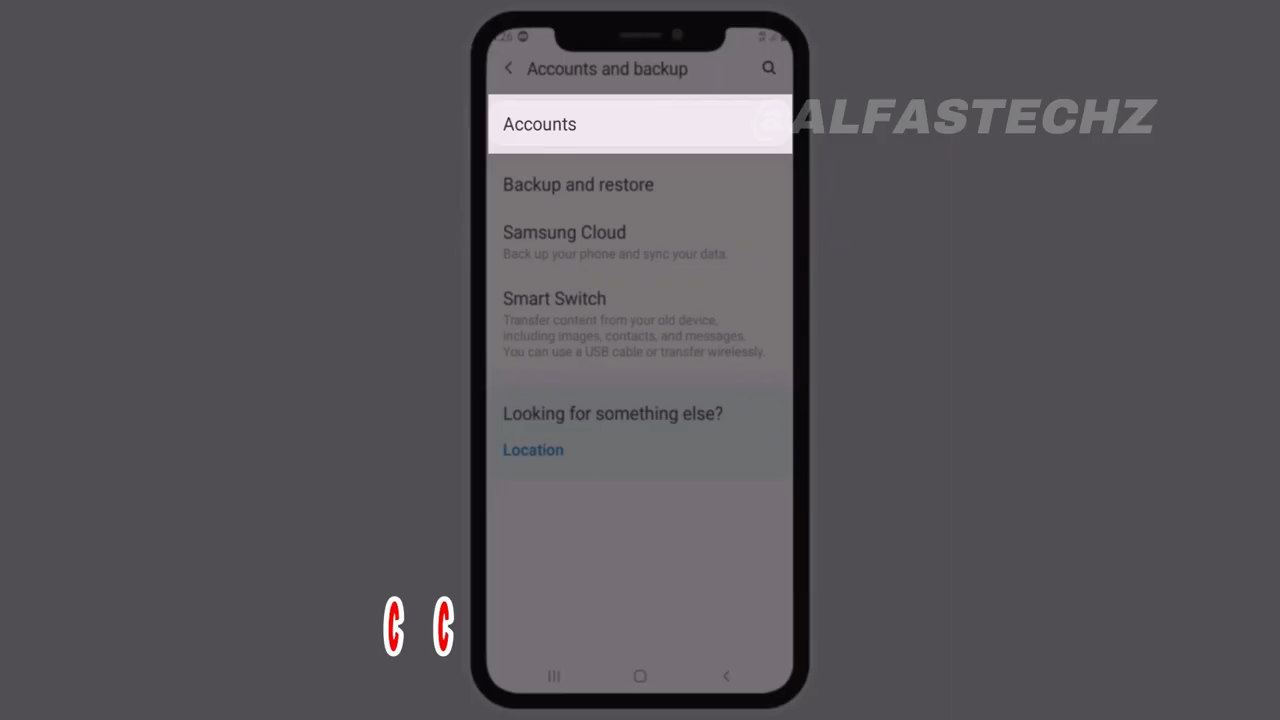 :26
Accounts and backup
@ALFASTECHZ
Accounts
Backup and restore
Samsung Cloud
Back up your phone and sync your data.
Smart Switch
Transfer content from your old device,
including images, contacts, and messages.
You can use a USB cable or transfer wirelessly.
Looking for something else?
Location
C C